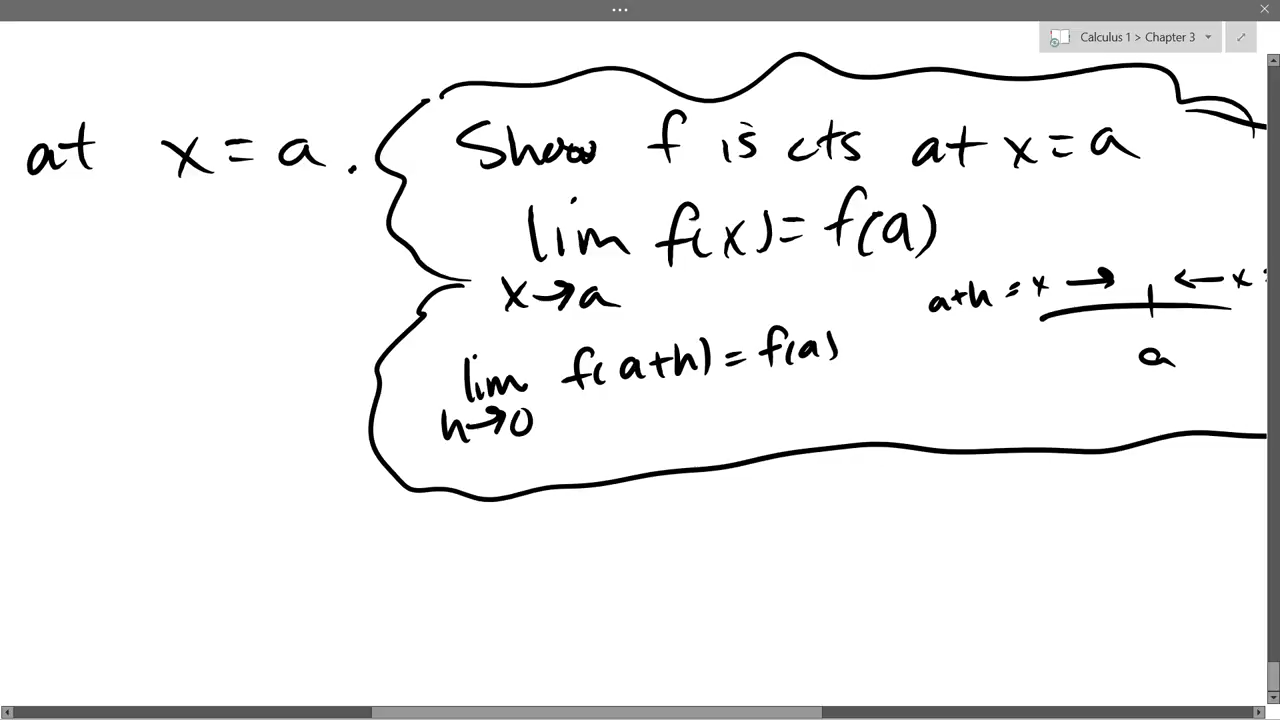 Calculus 1 > Chapter 3
at x = a. Show f is cts at x = a
lim f(x) = f(a)
x→a
a+h = x → ← x =
a
lim f(a+h) = f(a)
h→0